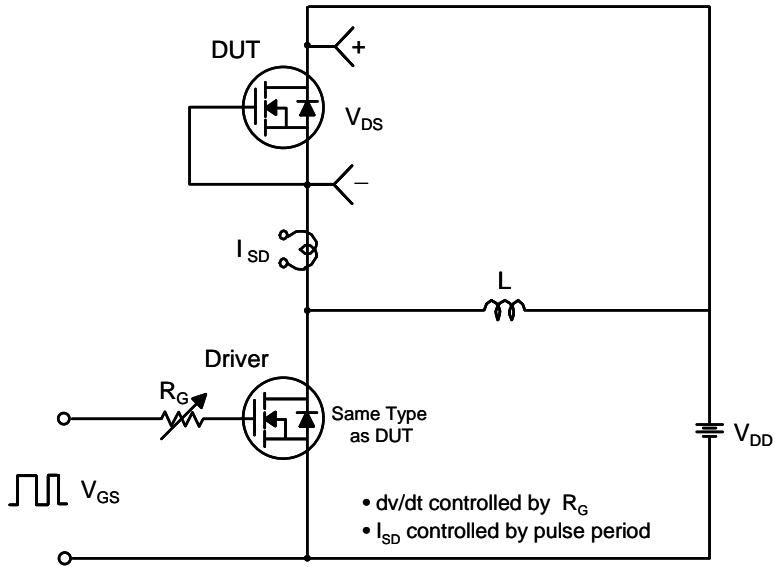 DUT
+
VDS
−
ISD
L
Driver
RG
Same Type
as DUT
VDD
VGS
• dv/dt controlled by RG
• ISD controlled by pulse period